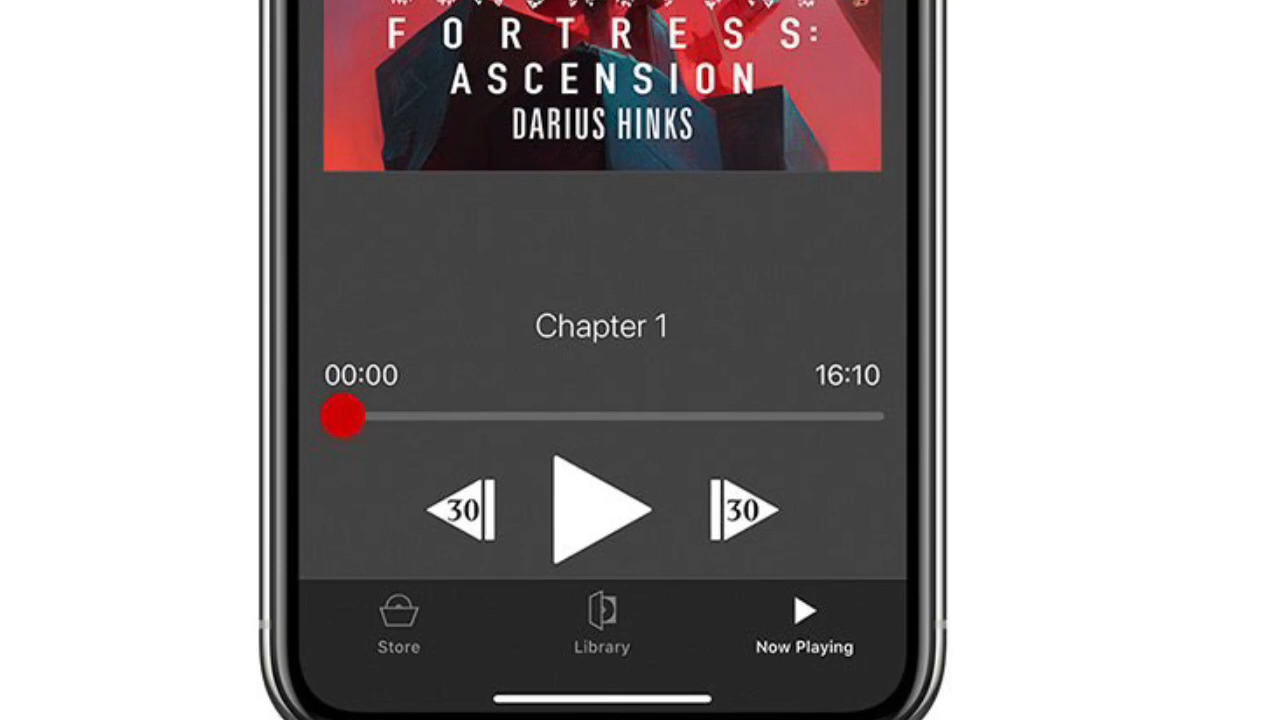 FORTRESS:
ASCENSION
DARIUS HINKS
Chapter 1
00:00 16:10
30 30
Store Library Now Playing